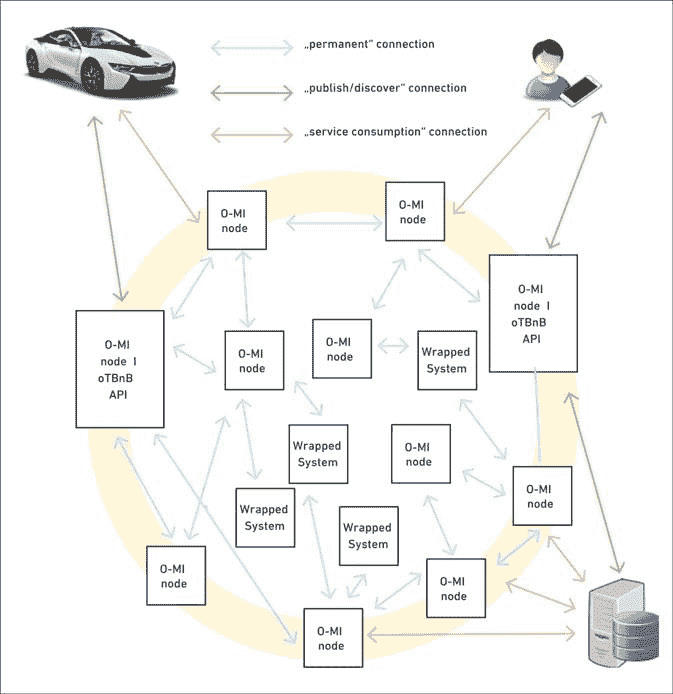 „permanent“ connection
„publish/discover“ connection
„service consumption“ connection
O-MI
node
O-MI
node
O-MI
node I
oTBnB
API
O-MI
node I
oTBnB
API
O-MI
node
O-MI
node
Wrapped
System
Wrapped
System
O-MI
node
O-MI
node
Wrapped
System
Wrapped
System
O-MI
node
O-MI
node
O-MI
node